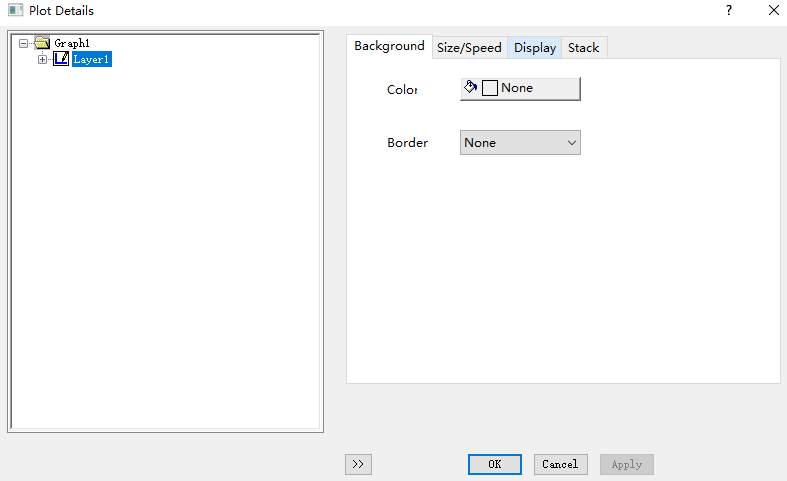 Plot Details
?
Graph1
Layer1
Background Size/Speed Display Stack
Color None
Border None
>> OK Cancel Apply